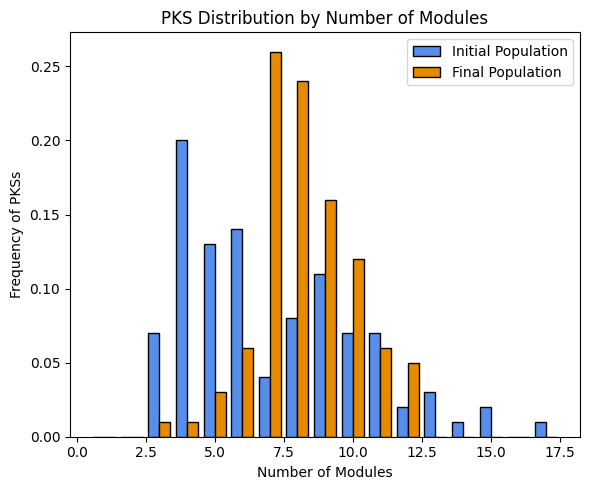 PKS Distribution by Number of Modules
Initial Population
Final Population
Frequency of PKSs
0.25
0.20
0.15
0.10
0.05
0.00
0.0 2.5 5.0 7.5 10.0 12.5 15.0 17.5
Number of Modules